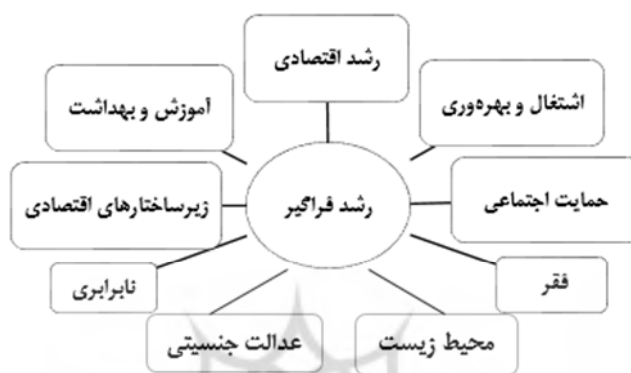 رشد اقتصادی
اشتغال و بهره‌وری
آموزش و بهداشت
حمایت اجتماعی
رشد فراگیر
زیرساختارهای اقتصادی
فقر
نابرابری
محیط زیست
عدالت جنسیتی